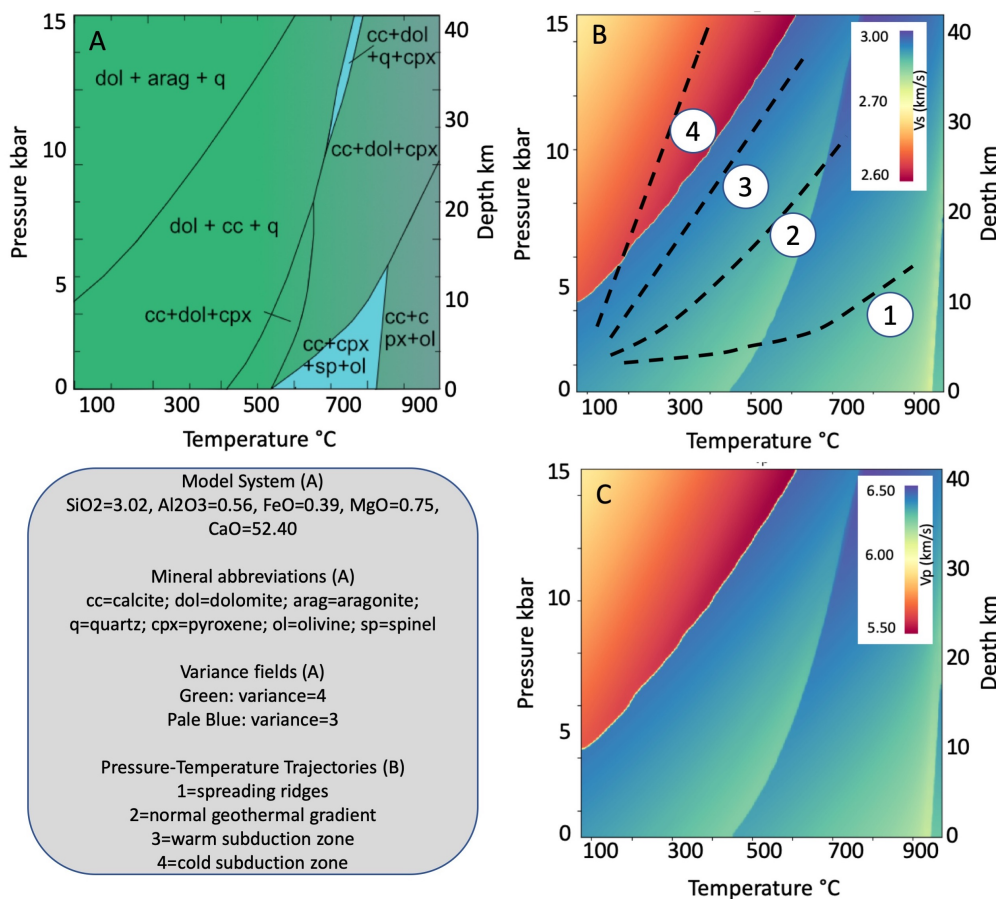 A
15
10
5
0
Pressure kbar
40
30
20
10
0
Depth km
100
300
500
700
900
Temperature °C
dol + arag + q
cc+dol
+q+cpx
cc+dol+cpx
dol + cc + q
cc+dol+cpx
cc+cpx
+sp+ol
cc+c
px+ol
B
15
10
5
0
Pressure kbar
40
30
20
10
0
Depth km
100
300
500
700
900
Temperature °C
3.00
2.70
2.60
Vs (km/s)
4
3
2
1
Model System (A)
SiO2=3.02, Al2O3=0.56, FeO=0.39, MgO=0.75,
CaO=52.40
Mineral abbreviations (A)
cc=calcite; dol=dolomite; arag=aragonite;
q=quartz; cpx=pyroxene; ol=olivine; sp=spinel
Variance fields (A)
Green: variance=4
Pale Blue: variance=3
Pressure-Temperature Trajectories (B)
1=spreading ridges
2=normal geothermal gradient
3=warm subduction zone
4=cold subduction zone
C
15
10
5
0
Pressure kbar
40
30
20
10
0
Depth km
100
300
500
700
900
Temperature °C
6.50
6.00
5.50
Vp (km/s)